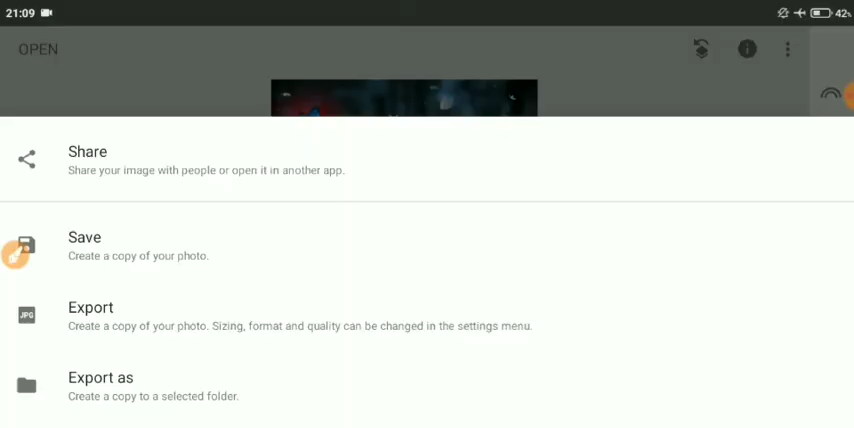 21:09 42%
OPEN
Share
Share your image with people or open it in another app.
Save
Create a copy of your photo.
JPG
Export
Create a copy of your photo. Sizing, format and quality can be changed in the settings menu.
Export as
Create a copy to a selected folder.